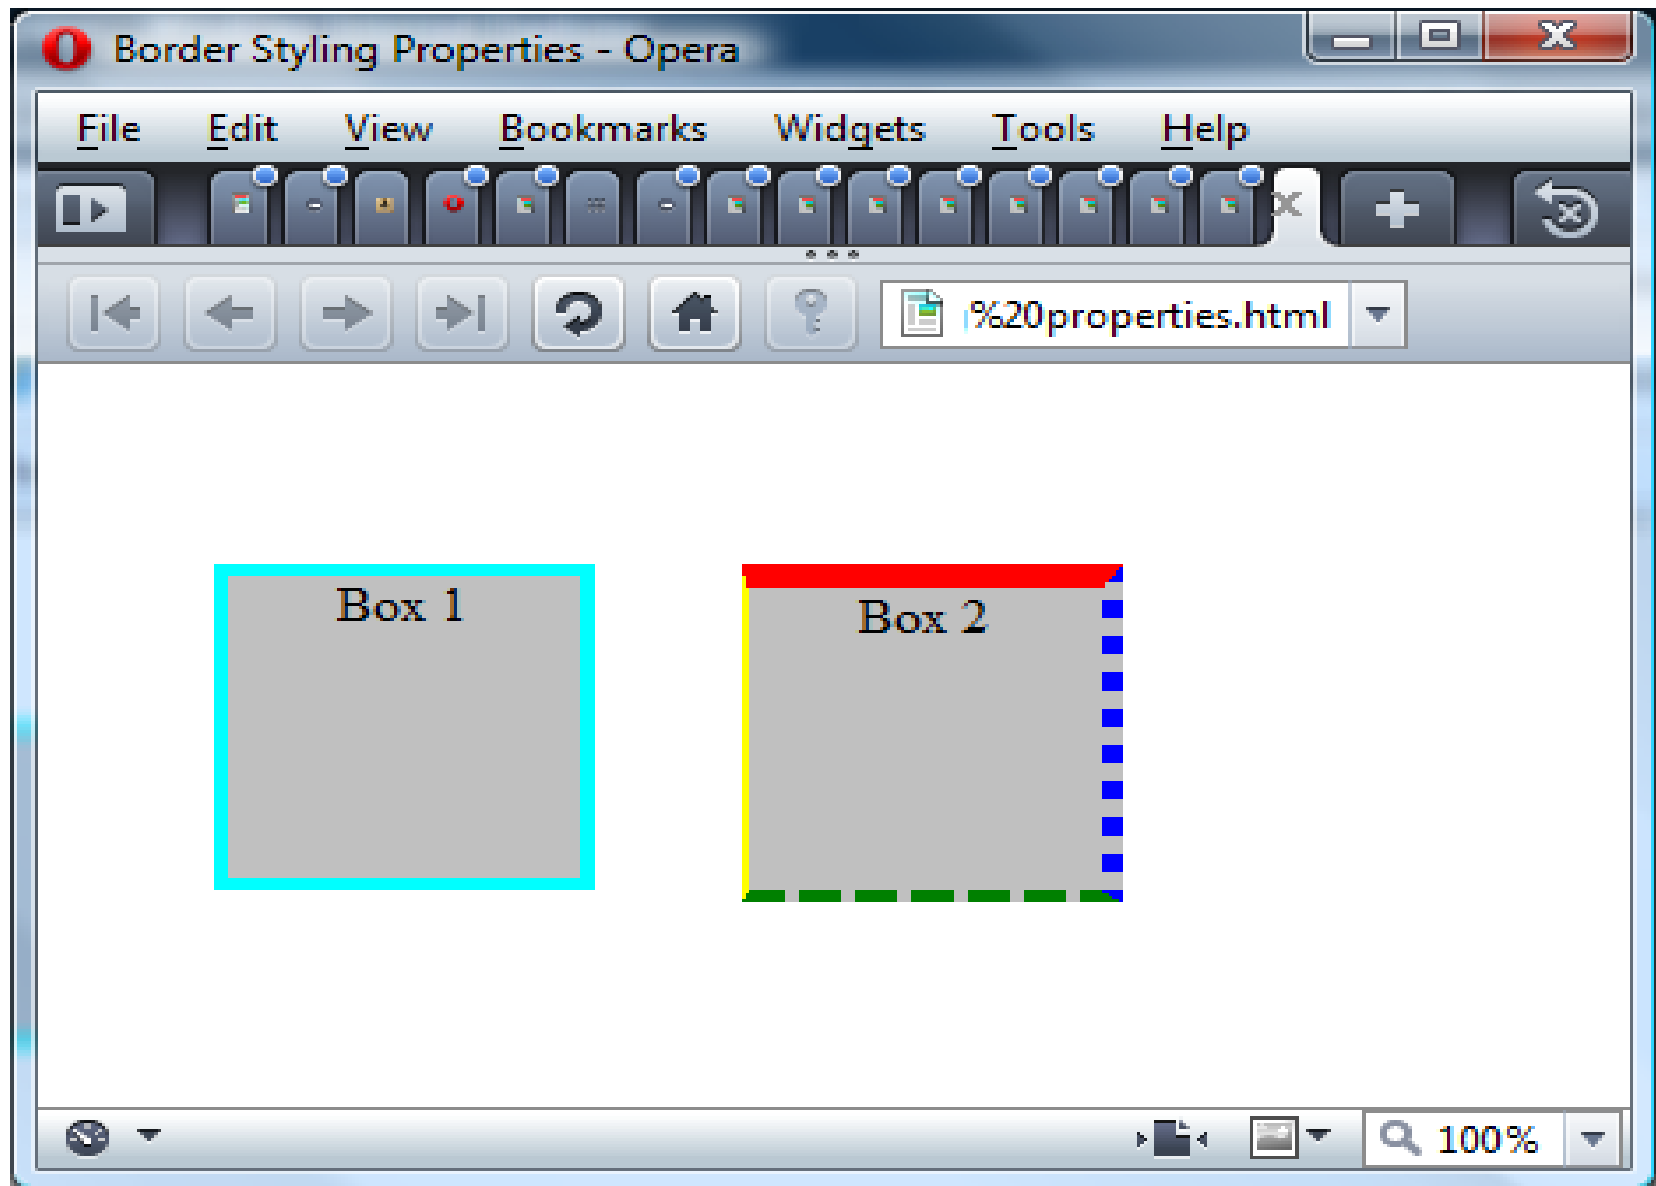 Border Styling Properties - Opera
File Edit View Bookmarks Widgets Tools Help
%20properties.html
Box 1
Box 2
100%